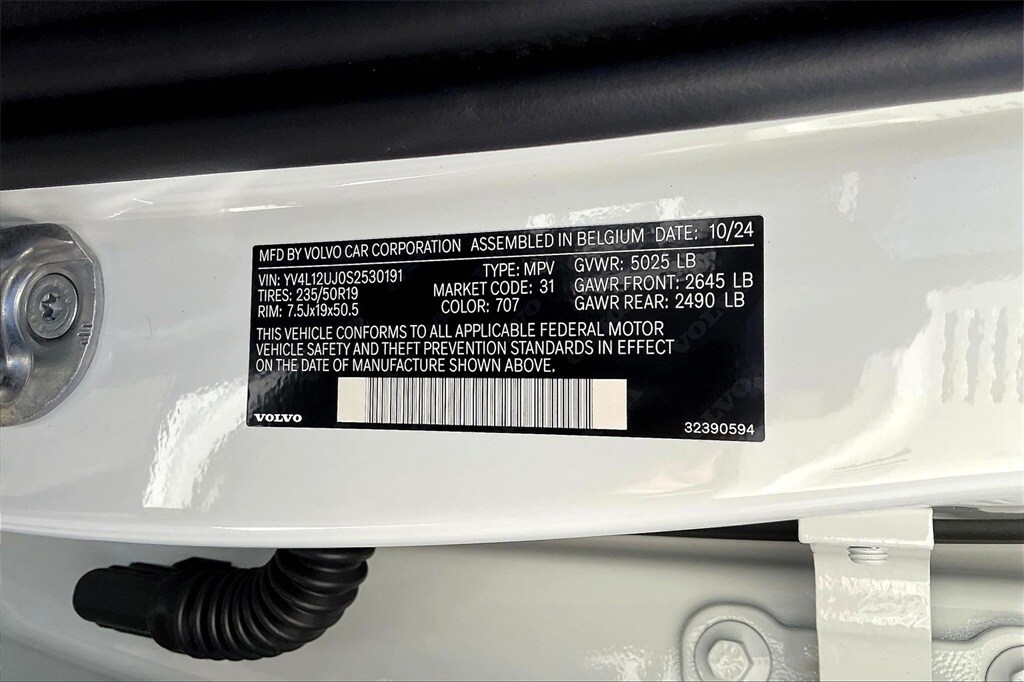 MFD BY VOLVO CAR CORPORATION ASSEMBLED IN BELGIUM DATE: 10/24
VIN: YV4L12UJ0S2530191 TYPE: MPV GVWR: 5025 LB
TIRES: 235/50R19 MARKET CODE: 31 GAWR FRONT: 2645 LB
RIM: 7.5Jx19x50.5 COLOR: 707 GAWR REAR: 2490 LB
THIS VEHICLE CONFORMS TO ALL APPLICABLE FEDERAL MOTOR
VEHICLE SAFETY AND THEFT PREVENTION STANDARDS IN EFFECT
ON THE DATE OF MANUFACTURE SHOWN ABOVE.
VOLVO 32390594